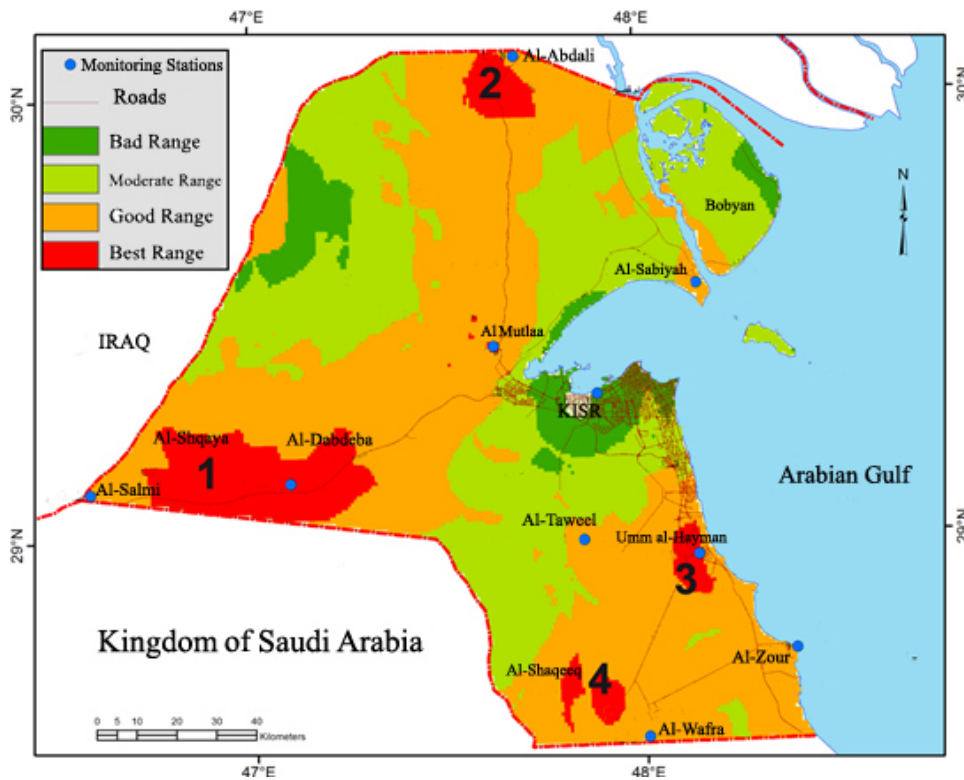 47°E
48°E
Monitoring Stations
Roads
Bad Range
Moderate Range
Good Range
Best Range
30°N
30°N
Al-Abdali
2
N
Bobyan
Al-Sabiyah
IRAQ
Al Mutlaa
KISR
Al-Shqaya
Al-Dabdeba
1
Al-Salmi
Arabian Gulf
Al-Taweel
Umm al-Hayman
29°N
29°N
3
Kingdom of Saudi Arabia
Al-Shaqeeq
4
Al-Zour
Al-Wafra
0 5 10 20 30 40
Kilometers
47°E
48°E